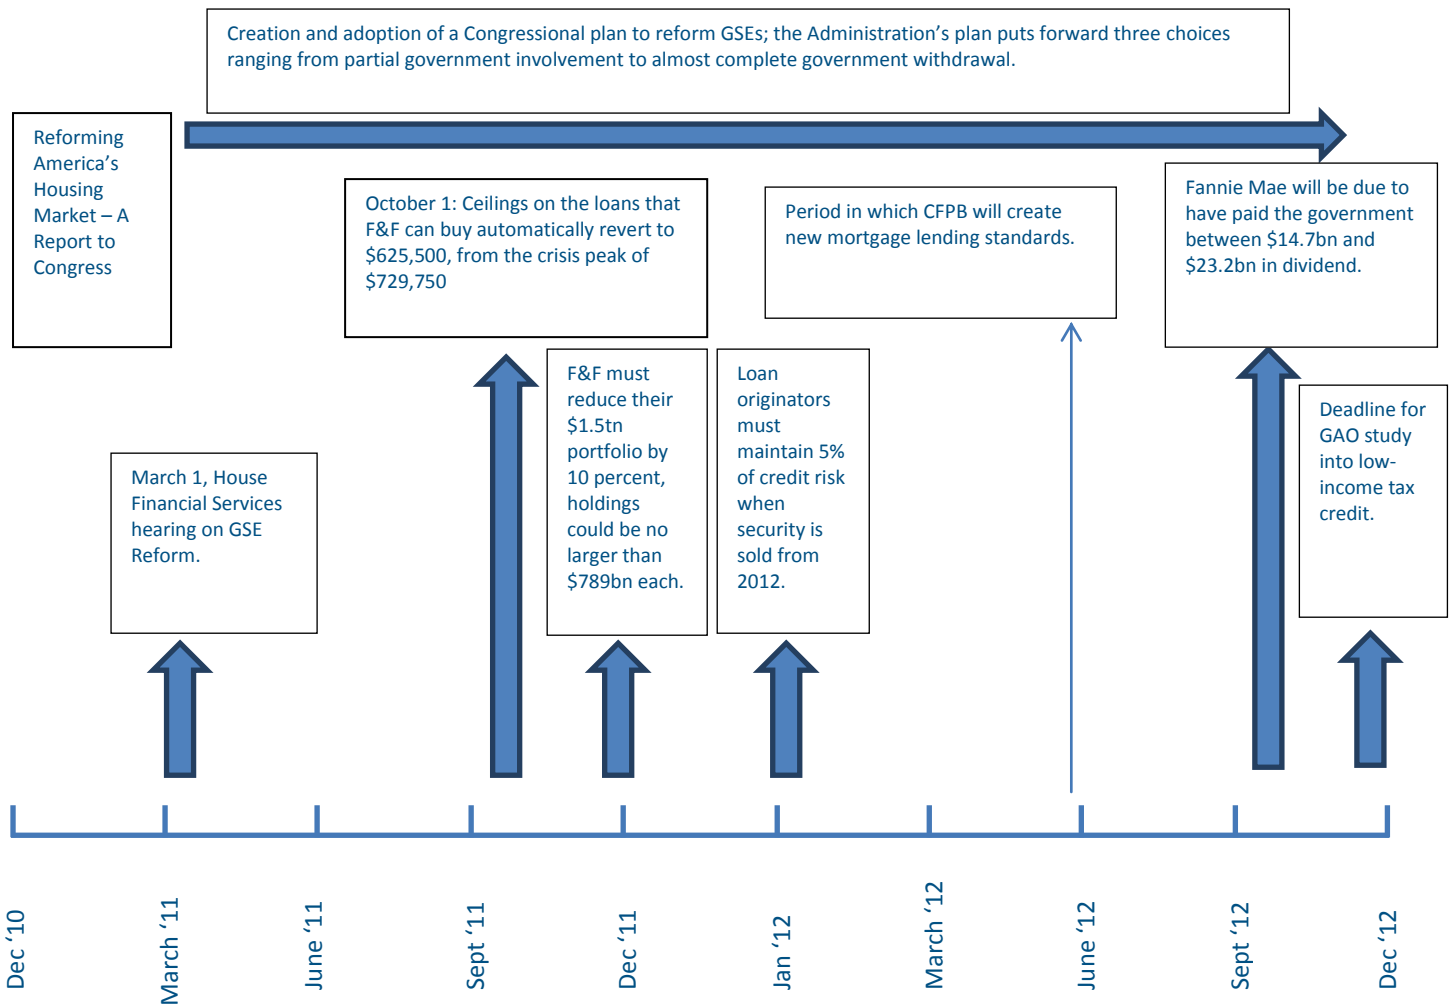 Creation and adoption of a Congressional plan to reform GSEs; the Administration’s plan puts forward three choices
ranging from partial government involvement to almost complete government withdrawal.
Reforming
America’s
Housing
Market – A
Report to
Congress
October 1: Ceilings on the loans that
F&F can buy automatically revert to
$625,500, from the crisis peak of
$729,750
Period in which CFPB will create
new mortgage lending standards.
Fannie Mae will be due to
have paid the government
between $14.7bn and
$23.2bn in dividend.
March 1, House
Financial Services
hearing on GSE
Reform.
F&F must
reduce their
$1.5tn
portfolio by
10 percent,
holdings
could be no
larger than
$789bn each.
Loan
originators
must
maintain 5%
of credit risk
when
security is
sold from
2012.
Deadline for
GAO study
into low-
income tax
credit.
Dec ‘10
March ‘11
June ‘11
Sept ‘11
Dec ‘11
Jan ‘12
March ‘12
June ‘12
Sept ‘12
Dec ‘12